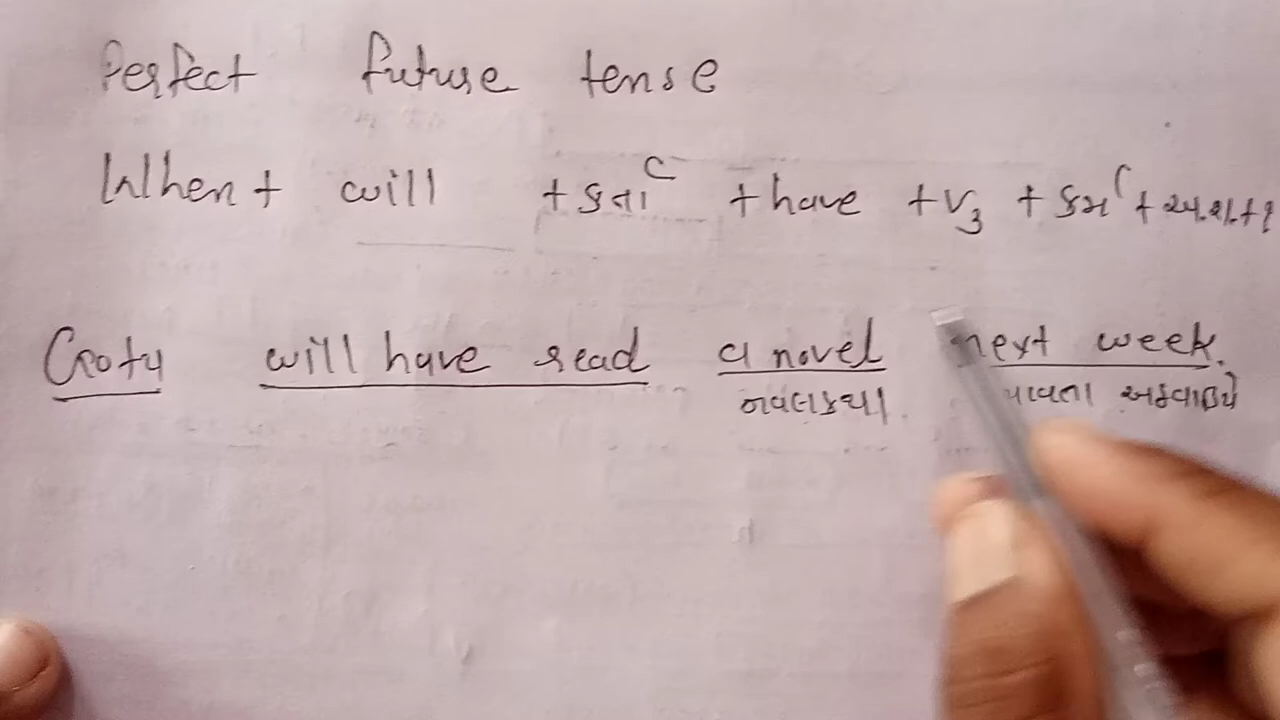 Perfect future tense
When + will + કર્તા + have + V3 + કર્મ + સ.શ. + ?
will have read a novel next week.
નવલકથા. આવતા અઠવાડિયે